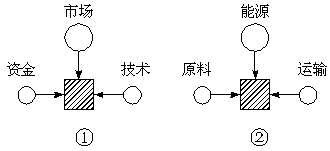 市场 能源
资金 技术 原料 运输
① ②